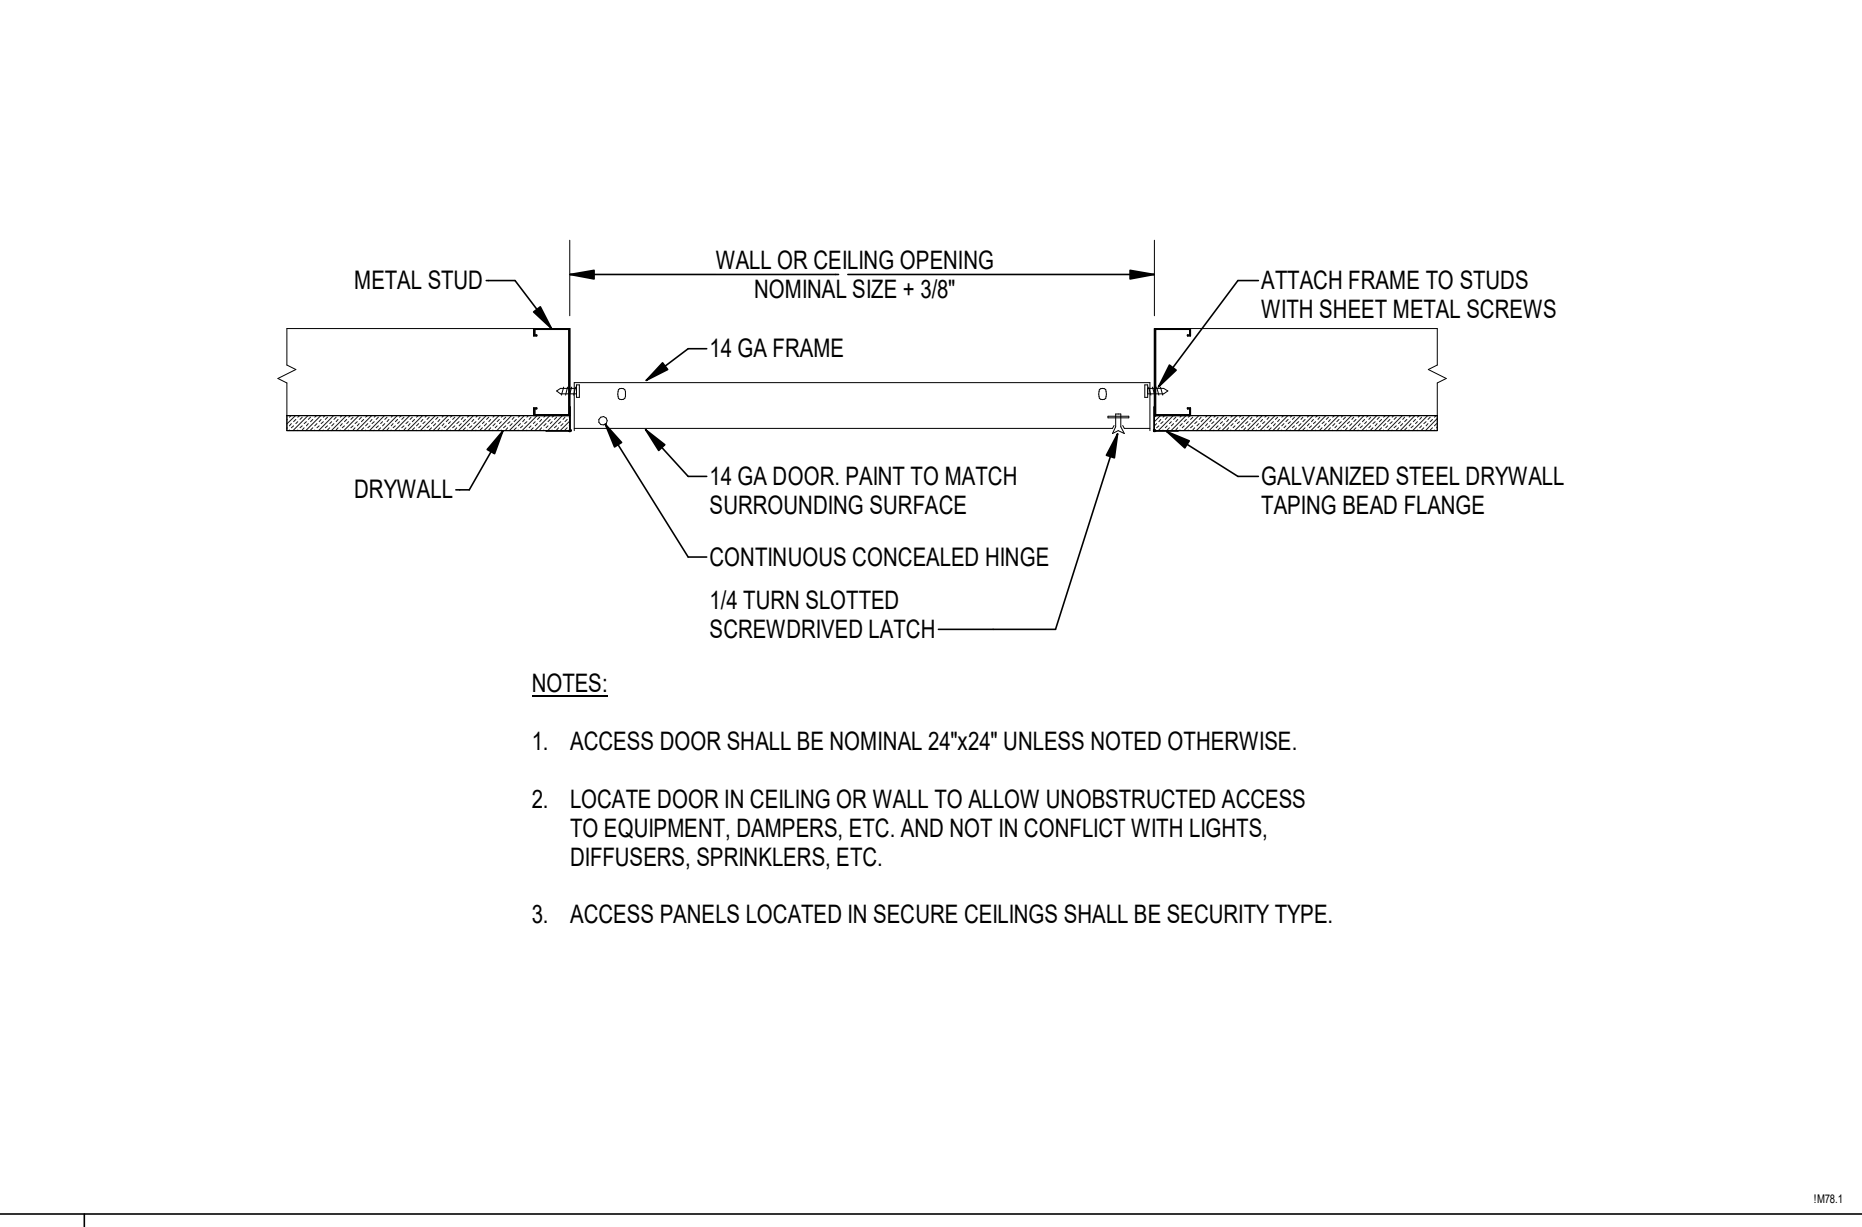 WALL OR CEILING OPENING
NOMINAL SIZE + 3/8"
METAL STUD
ATTACH FRAME TO STUDS
WITH SHEET METAL SCREWS
14 GA FRAME
DRYWALL
14 GA DOOR. PAINT TO MATCH
SURROUNDING SURFACE
GALVANIZED STEEL DRYWALL
TAPING BEAD FLANGE
CONTINUOUS CONCEALED HINGE
1/4 TURN SLOTTED
SCREWDRIVED LATCH
NOTES:
1. ACCESS DOOR SHALL BE NOMINAL 24"x24" UNLESS NOTED OTHERWISE.
2. LOCATE DOOR IN CEILING OR WALL TO ALLOW UNOBSTRUCTED ACCESS
TO EQUIPMENT, DAMPERS, ETC. AND NOT IN CONFLICT WITH LIGHTS,
DIFFUSERS, SPRINKLERS, ETC.
3. ACCESS PANELS LOCATED IN SECURE CEILINGS SHALL BE SECURITY TYPE.
!M78.1